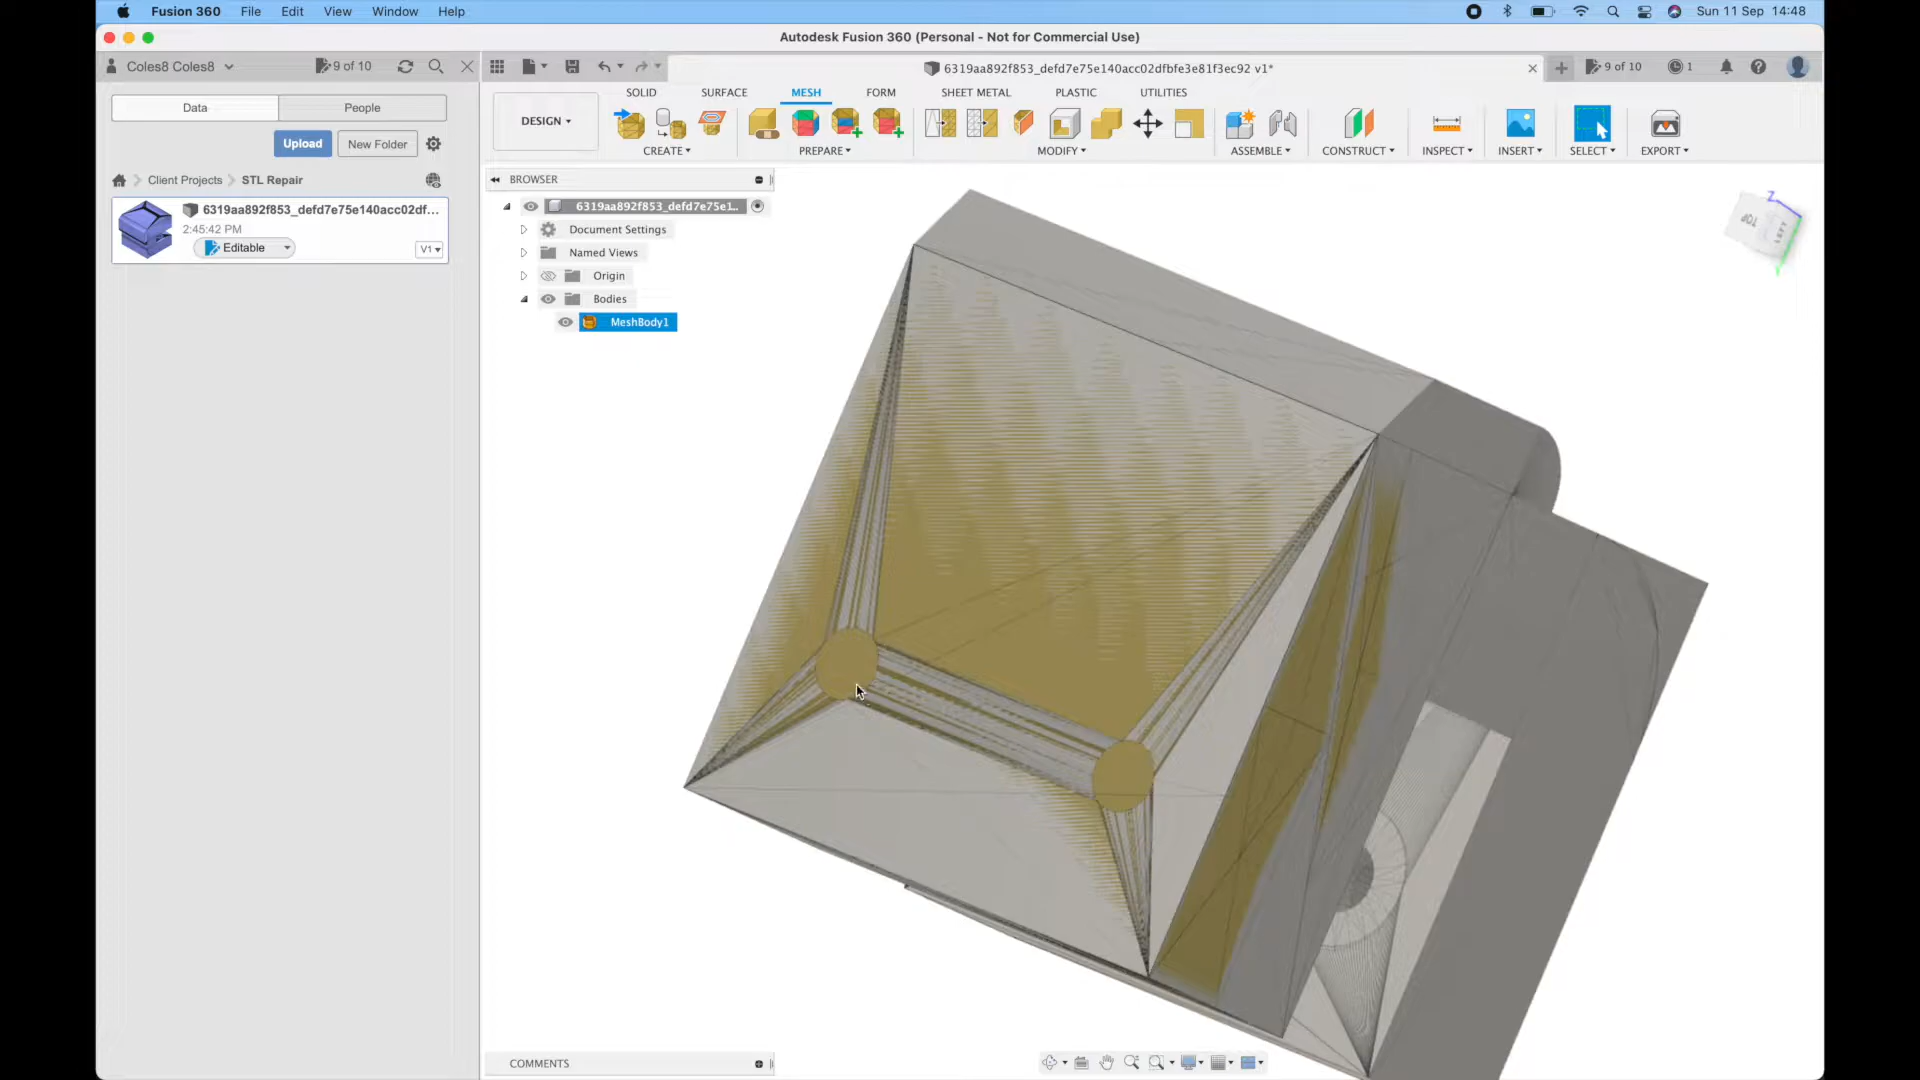 Fusion 360 File Edit View Window Help
Sun 11 Sep 14:48
Autodesk Fusion 360 (Personal - Not for Commercial Use)
Coles8 Coles8
9 of 10
6319aa892f853_defd7e75e140acc02dfbfe3e81f3ec92 v1*
9 of 10
1
Data
People
SOLID SURFACE MESH FORM SHEET METAL PLASTIC UTILITIES
DESIGN
Upload
New Folder
CREATE PREPARE MODIFY ASSEMBLE CONSTRUCT INSPECT INSERT SELECT EXPORT
Client Projects
STL Repair
BROWSER
6319aa892f853_defd7e75e140acc02df...
2:45:42 PM
Editable
V1
6319aa892f853_defd7e75e1...
Document Settings
Named Views
Origin
Bodies
MeshBody1
Z
TOP
LEFT
Y
COMMENTS